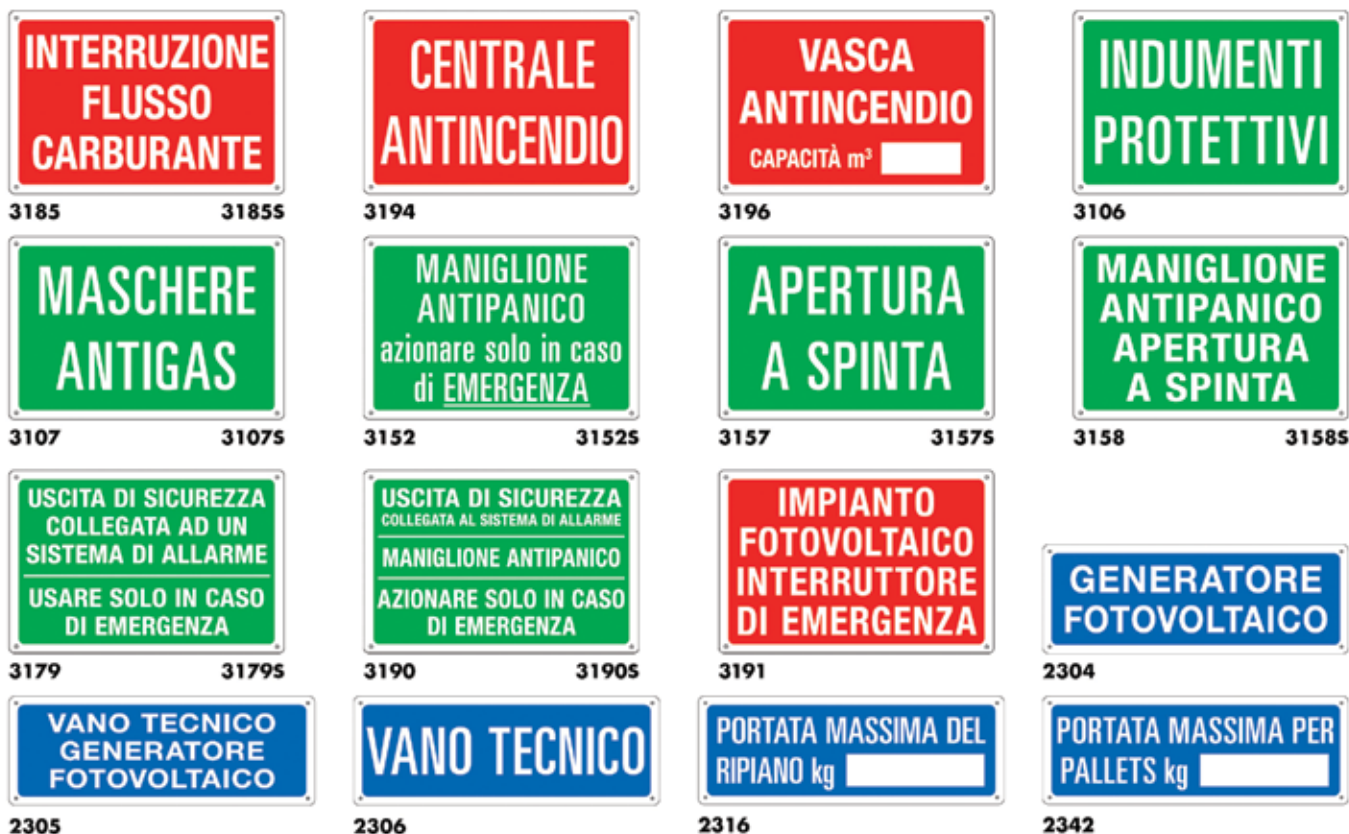 INTERRUZIONE
FLUSSO
CARBURANTE
3185 3185S
CENTRALE
ANTINCENDIO
3194
VASCA
ANTINCENDIO
CAPACITÀ m³
3196
INDUMENTI
PROTETTIVI
3106
MASCHERE
ANTIGAS
3107 3107S
MANIGLIONE
ANTIPANICO
azionare solo in caso
di EMERGENZA
3152 3152S
APERTURA
A SPINTA
3157 3157S
MANIGLIONE
ANTIPANICO
APERTURA
A SPINTA
3158 3158S
USCITA DI SICUREZZA
COLLEGATA AD UN
SISTEMA DI ALLARME
USARE SOLO IN CASO
DI EMERGENZA
3179 3179S
USCITA DI SICUREZZA
COLLEGATA AL SISTEMA DI ALLARME
MANIGLIONE ANTIPANICO
AZIONARE SOLO IN CASO
DI EMERGENZA
3190 3190S
IMPIANTO
FOTOVOLTAICO
INTERRUTTORE
DI EMERGENZA
3191
GENERATORE
FOTOVOLTAICO
2304
VANO TECNICO
GENERATORE
FOTOVOLTAICO
2305
VANO TECNICO
2306
PORTATA MASSIMA DEL
RIPIANO kg
2316
PORTATA MASSIMA PER
PALLETS kg
2342